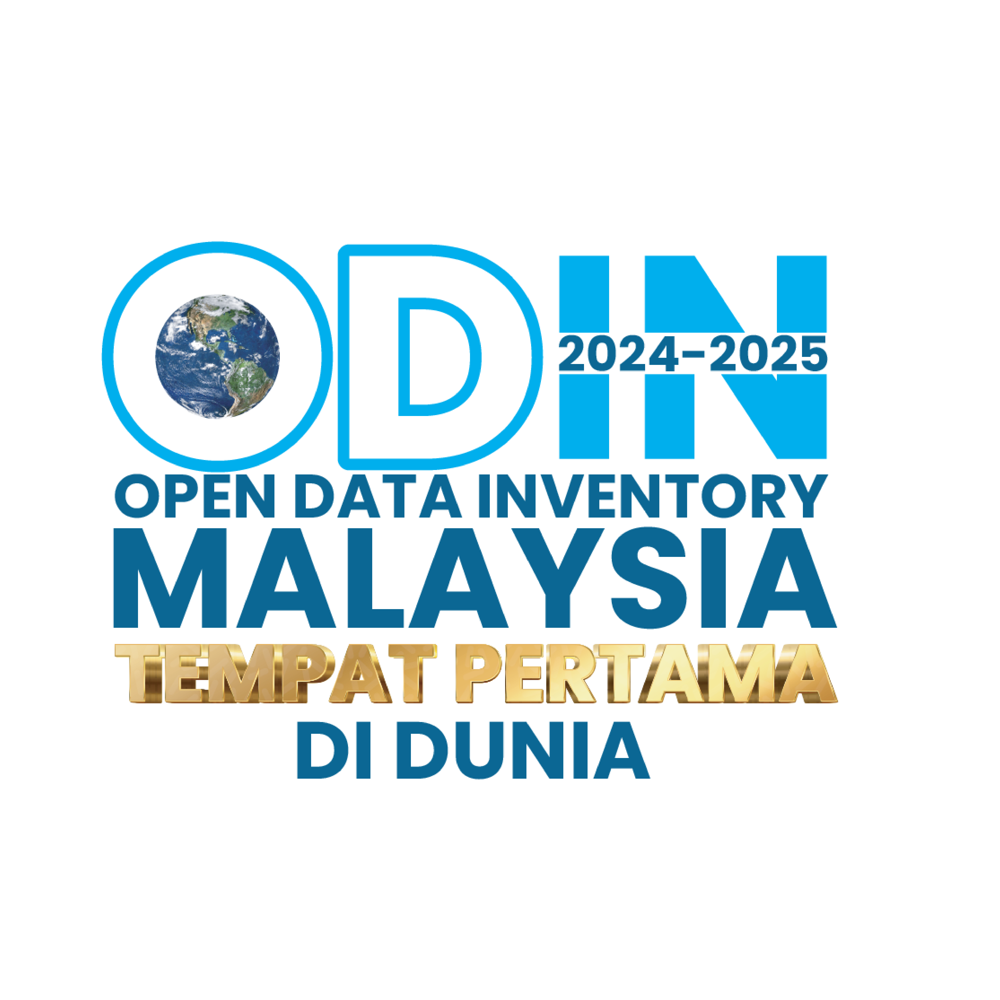 ODIN
2024-2025
OPEN DATA INVENTORY
MALAYSIA
TEMPAT PERTAMA
DI DUNIA